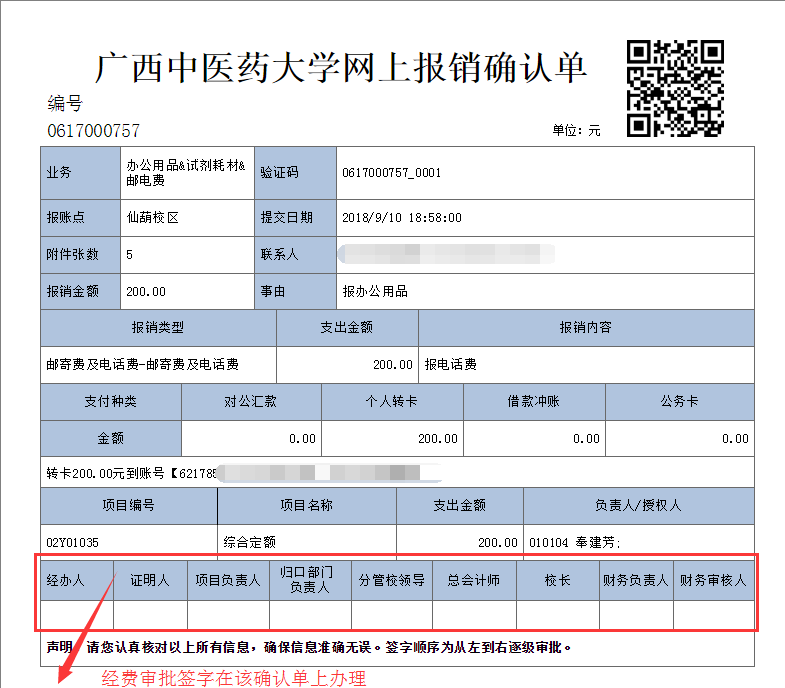 广西中医药大学网上报销确认单
编号
0617000757
单位：元
业务 办公用品&试剂耗材&邮电费 验证码 0617000757_0001
报账点 仙葫校区 提交日期 2018/9/10 18:58:00
附件张数 5 联系人
报销金额 200.00 事由 报办公用品
报销类型 支出金额 报销内容
邮寄费及电话费-邮寄费及电话费 200.00 报电话费
支付种类 对公汇款 个人转卡 借款冲账 公务卡
金额 0.00 200.00 0.00 0.00
转卡200.00元到账号【621785
项目编号 项目名称 支出金额 负责人/授权人
02Y01035 综合定额 200.00 010104 奉建芳;
经办人 证明人 项目负责人 归口部门负责人 分管校领导 总会计师 校长 财务负责人 财务审核人
声明：请您认真核对以上所有信息，确保信息准确无误。签字顺序为从左到右逐级审批。
经费审批签字在该确认单上办理